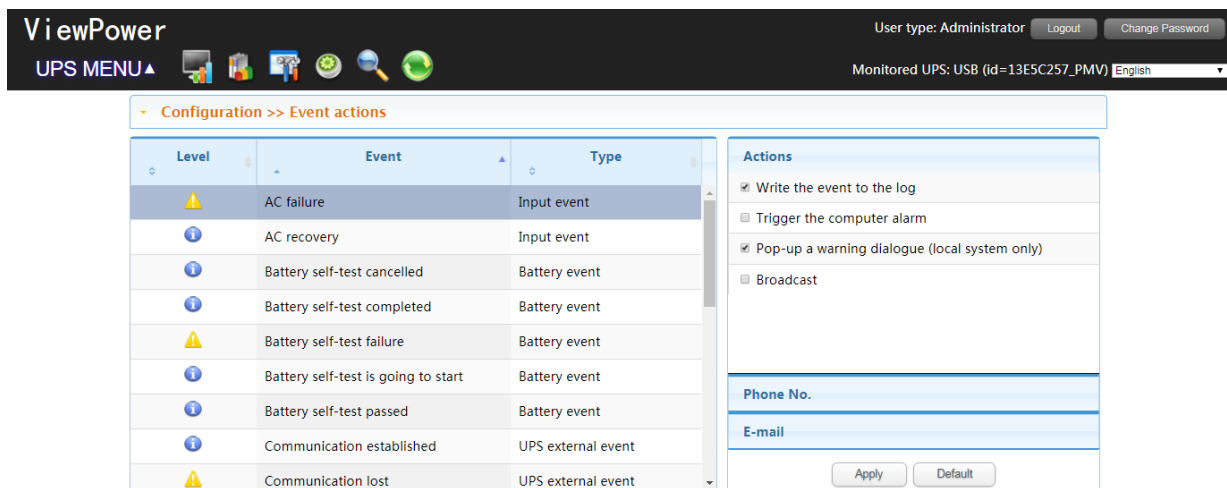 ViewPower
User type: Administrator Logout Change Password
UPS MENU▲
Monitored UPS: USB (id=13E5C257_PMV) English
Configuration >> Event actions
Level Event Type
AC failure Input event
AC recovery Input event
Battery self-test cancelled Battery event
Battery self-test completed Battery event
Battery self-test failure Battery event
Battery self-test is going to start Battery event
Battery self-test passed Battery event
Communication established UPS external event
Communication lost UPS external event
Actions
Write the event to the log
Trigger the computer alarm
Pop-up a warning dialogue (local system only)
Broadcast
Phone No.
E-mail
Apply Default